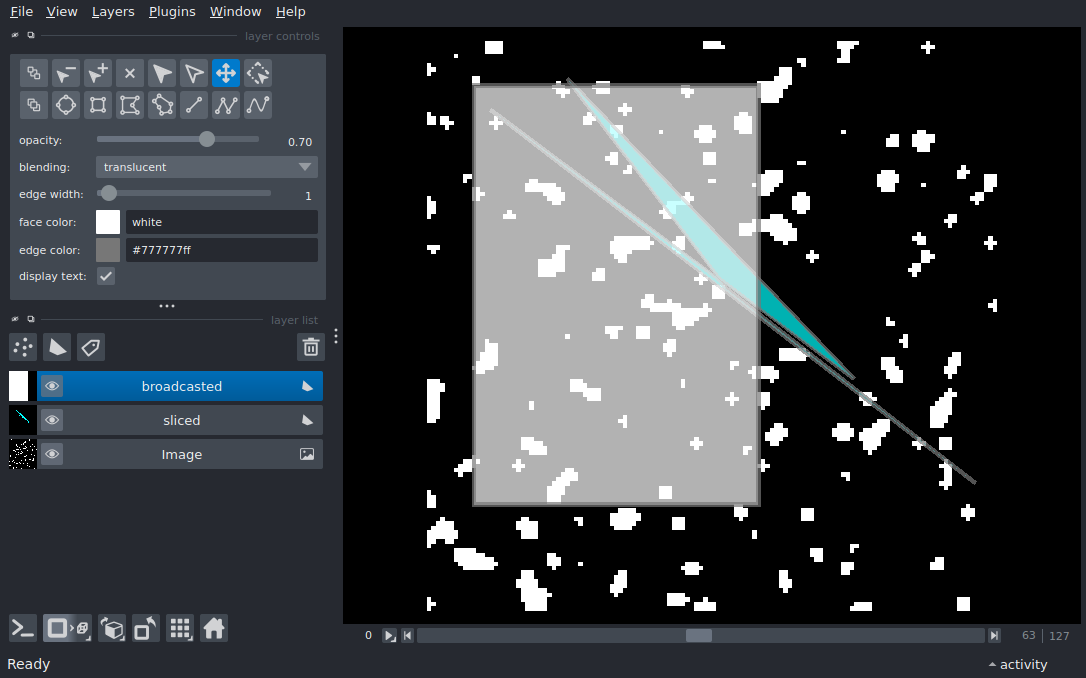 File View Layers Plugins Window Help
layer controls
opacity: 0.70
blending: translucent
edge width: 1
face color: white
edge color: #777777ff
display text:
layer list
broadcasted
sliced
Image
0 63 127
Ready activity